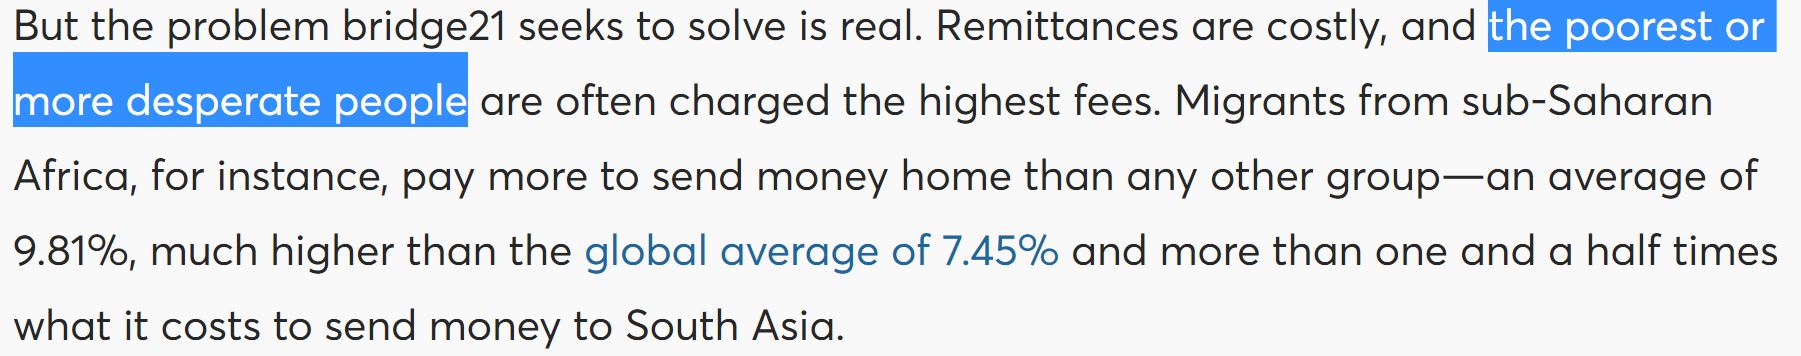 But the problem bridge21 seeks to solve is real. Remittances are costly, and the poorest or
more desperate people are often charged the highest fees. Migrants from sub-Saharan
Africa, for instance, pay more to send money home than any other group—an average of
9.81%, much higher than the global average of 7.45% and more than one and a half times
what it costs to send money to South Asia.